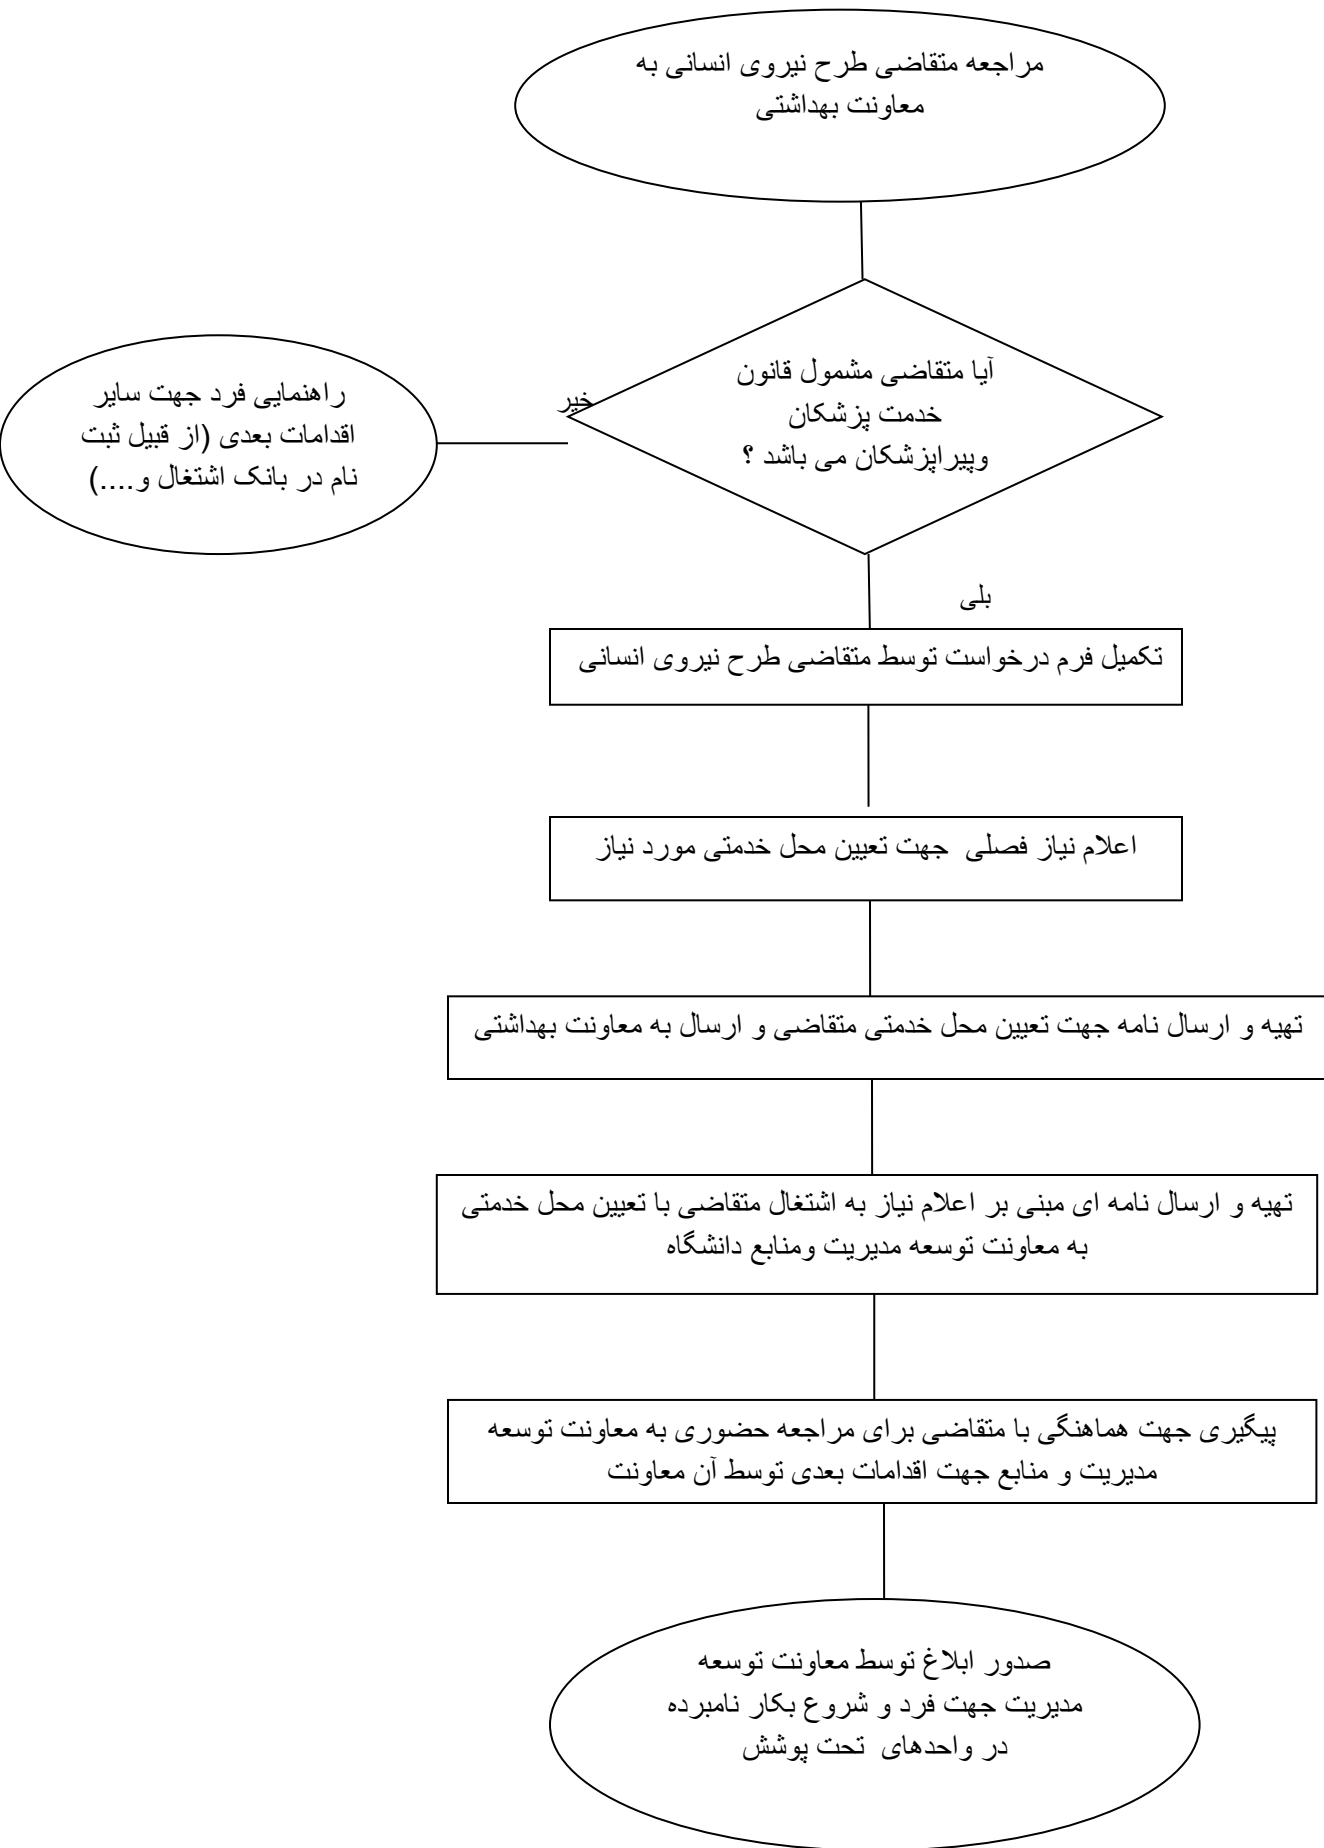 مراجعه متقاضی طرح نیروی انسانی به
معاونت بهداشتی
آیا متقاضی مشمول قانون
خدمت پزشکان
وپیراپزشکان می باشد ؟
خیر
راهنمایی فرد جهت سایر
اقدامات بعدی (از قبیل ثبت
نام در بانک اشتغال و....)
بلی
تکمیل فرم درخواست توسط متقاضی طرح نیروی انسانی
اعلام نیاز فصلی جهت تعیین محل خدمتی مورد نیاز
تهیه و ارسال نامه جهت تعیین محل خدمتی متقاضی و ارسال به معاونت بهداشتی
تهیه و ارسال نامه ای مبنی بر اعلام نیاز به اشتغال متقاضی با تعیین محل خدمتی
به معاونت توسعه مدیریت ومنابع دانشگاه
پیگیری جهت هماهنگی با متقاضی برای مراجعه حضوری به معاونت توسعه
مدیریت و منابع جهت اقدامات بعدی توسط آن معاونت
صدور ابلاغ توسط معاونت توسعه
مدیریت جهت فرد و شروع بکار نامبرده
در واحدهای تحت پوشش